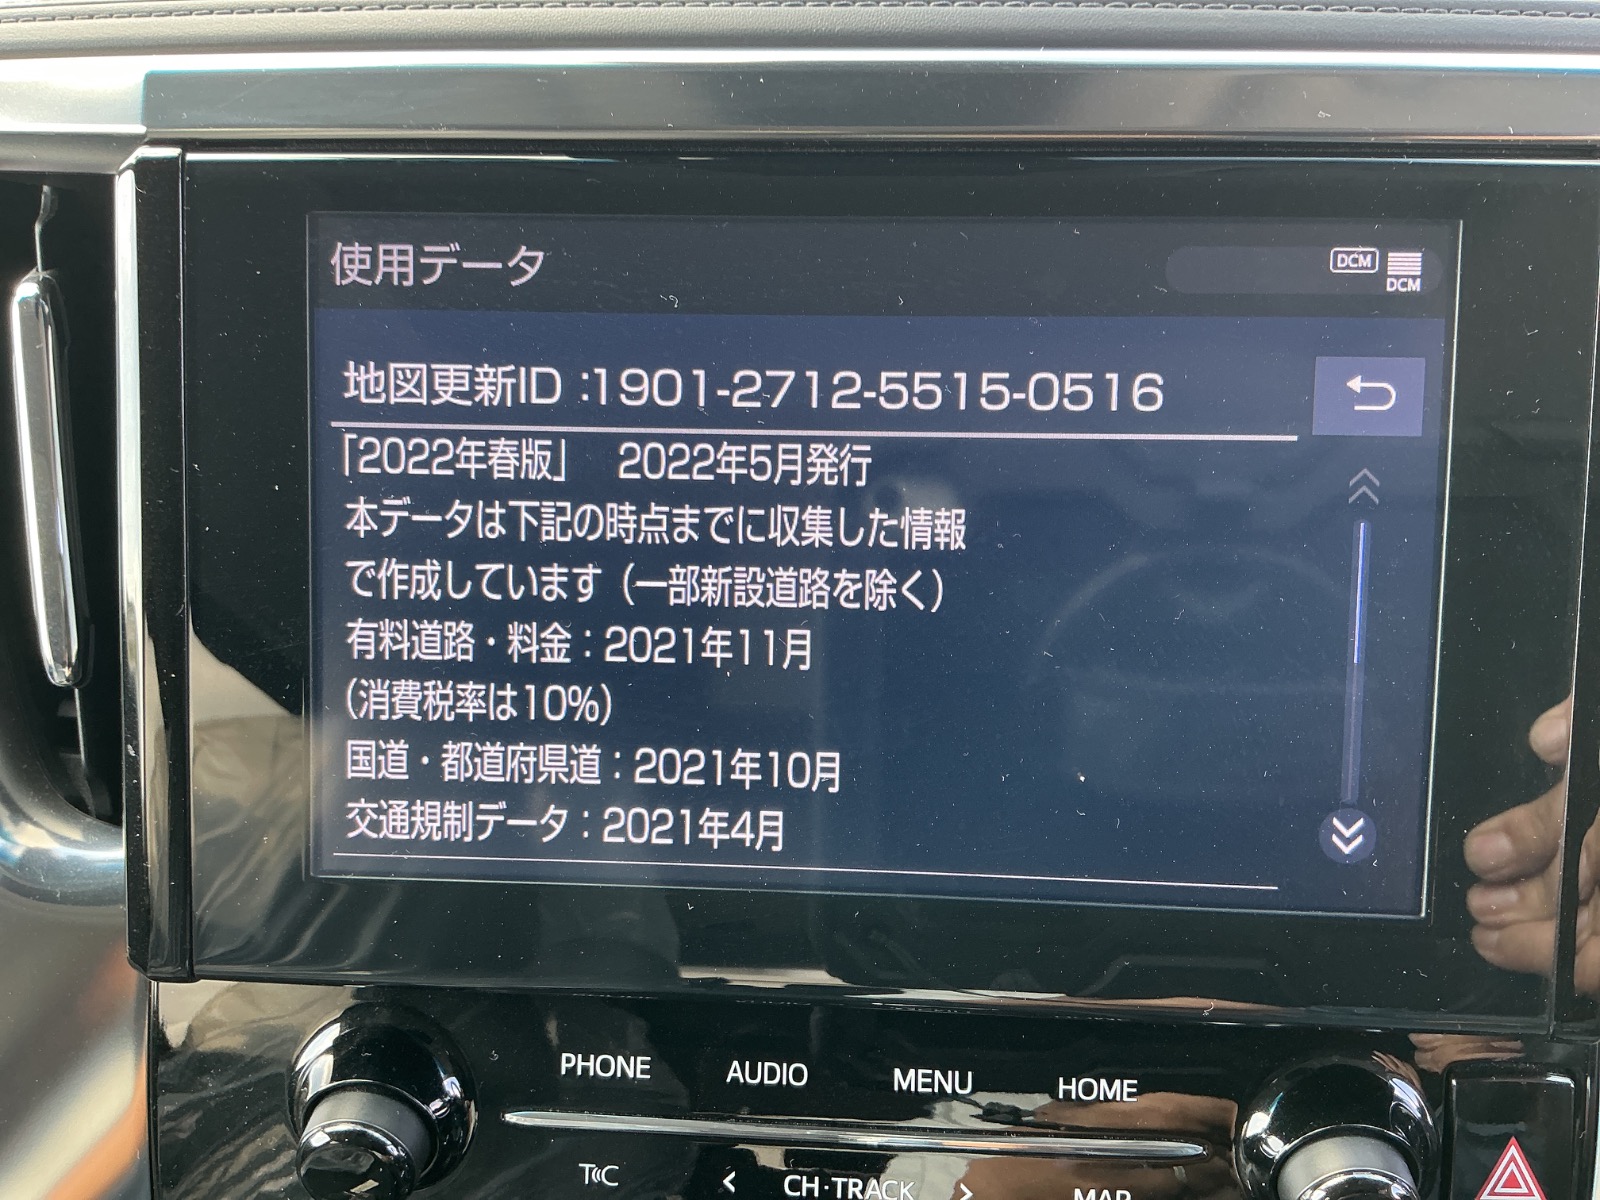 使用データ
DCM
DCM
地図更新ID :1901-2712-5515-0516
「2022年春版」 2022年5月発行
本データは下記の時点までに収集した情報
で作成しています（一部新設道路を除く）
有料道路・料金：2021年11月
（消費税率は10%）
国道・都道府県道：2021年10月
交通規制データ：2021年4月
PHONE AUDIO MENU HOME
TC < CH·TRACK > MAP